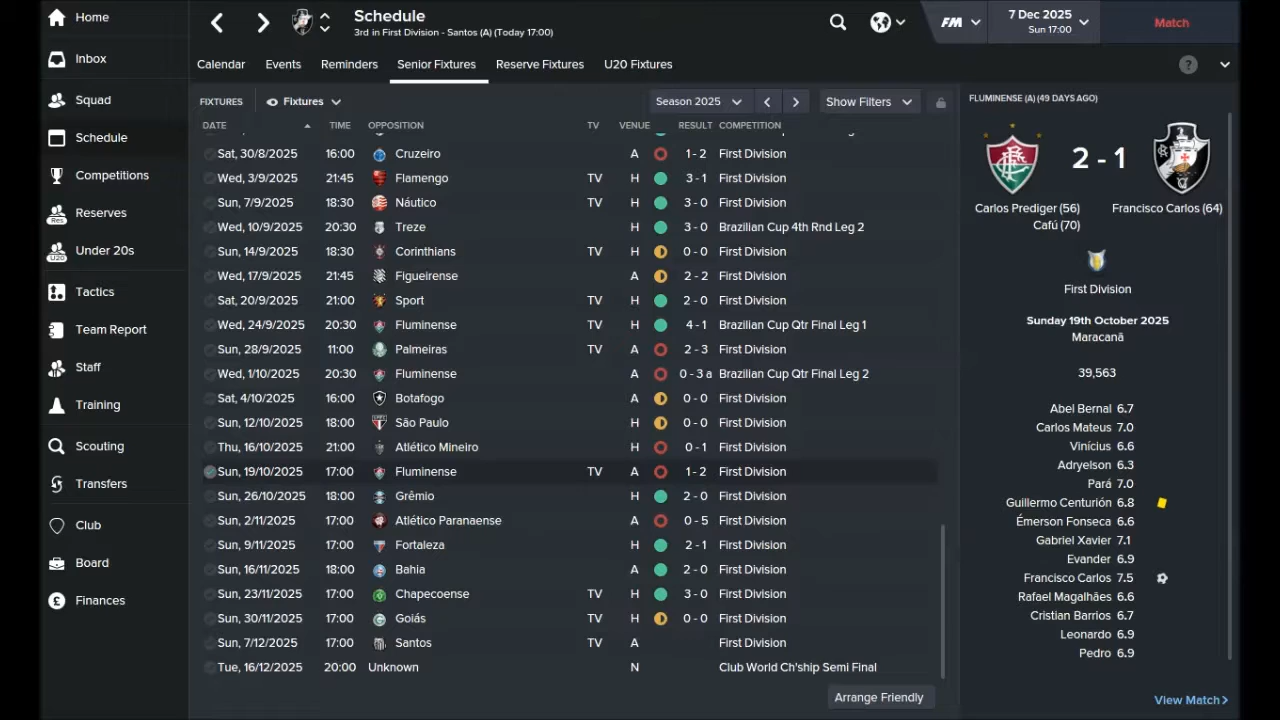 Home
Inbox
Squad
Schedule
Competitions
Reserves
Under 20s
Tactics
Team Report
Staff
Training
Scouting
Transfers
Club
Board
Finances
Schedule
3rd in First Division - Santos (A) (Today 17:00)
FM
7 Dec 2025
Sun 17:00
Match
Calendar Events Reminders Senior Fixtures Reserve Fixtures U20 Fixtures
FIXTURES Fixtures Season 2025 Show Filters
DATE TIME OPPOSITION TV VENUE RESULT COMPETITION
Sat, 30/8/2025 16:00 Cruzeiro A 1 - 2 First Division
Wed, 3/9/2025 21:45 Flamengo TV H 3 - 1 First Division
Sun, 7/9/2025 18:30 Náutico TV H 3 - 0 First Division
Wed, 10/9/2025 20:30 Treze H 3 - 0 Brazilian Cup 4th Rnd Leg 2
Sun, 14/9/2025 18:30 Corinthians TV H 0 - 0 First Division
Wed, 17/9/2025 21:45 Figueirense A 2 - 2 First Division
Sat, 20/9/2025 21:00 Sport TV H 2 - 0 First Division
Wed, 24/9/2025 20:30 Fluminense TV H 4 - 1 Brazilian Cup Qtr Final Leg 1
Sun, 28/9/2025 11:00 Palmeiras TV A 2 - 3 First Division
Wed, 1/10/2025 20:30 Fluminense A 0 - 3 a Brazilian Cup Qtr Final Leg 2
Sat, 4/10/2025 16:00 Botafogo A 0 - 0 First Division
Sun, 12/10/2025 18:00 São Paulo H 0 - 0 First Division
Thu, 16/10/2025 21:00 Atlético Mineiro H 0 - 1 First Division
Sun, 19/10/2025 17:00 Fluminense TV A 1 - 2 First Division
Sun, 26/10/2025 18:00 Grêmio H 2 - 0 First Division
Sun, 2/11/2025 17:00 Atlético Paranaense A 0 - 5 First Division
Sun, 9/11/2025 17:00 Fortaleza H 2 - 1 First Division
Sun, 16/11/2025 18:00 Bahia A 2 - 0 First Division
Sun, 23/11/2025 17:00 Chapecoense TV H 3 - 0 First Division
Sun, 30/11/2025 17:00 Goiás TV H 0 - 0 First Division
Sun, 7/12/2025 17:00 Santos TV A First Division
Tue, 16/12/2025 20:00 Unknown N Club World Ch'ship Semi Final
Arrange Friendly
FLUMINENSE (A) (49 DAYS AGO)
2 - 1
Carlos Prediger (56) Francisco Carlos (64)
Cafú (70)
First Division
Sunday 19th October 2025
Maracanã
39,563
Abel Bernal 6.7
Carlos Mateus 7.0
Vinícius 6.6
Adryelson 6.3
Pará 7.0
Guillermo Centurión 6.8
Émerson Fonseca 6.6
Gabriel Xavier 7.1
Evander 6.9
Francisco Carlos 7.5
Rafael Magalhães 6.6
Cristian Barrios 6.7
Leonardo 6.9
Pedro 6.9
View Match